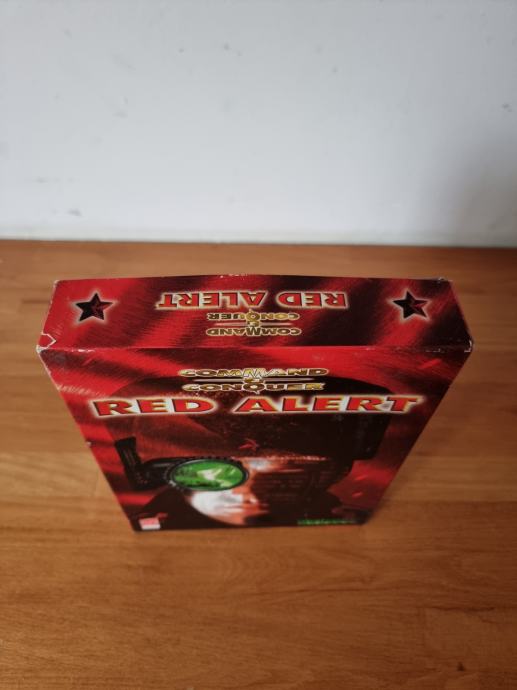 COMMAND
&
CONQUER
RED ALERT
COMMAND
&
CONQUER
RED ALERT